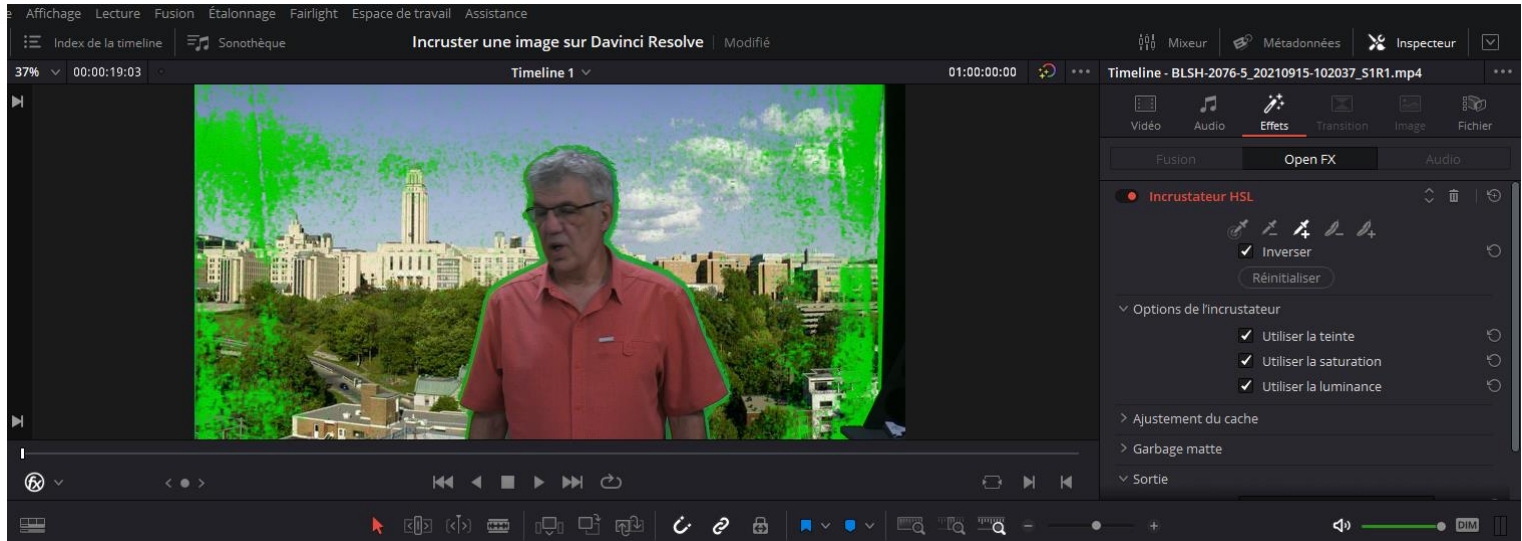 Affichage Lecture Fusion Étalonnage Fairlight Espace de travail Assistance
Index de la timeline Sonothèque Incruster une image sur Davinci Resolve Modifié Mixeur Métadonnées Inspecteur
37% 00:00:19:03 Timeline 1 01:00:00:00 Timeline - BLSH-2076-5_20210915-102037_S1R1.mp4
Vidéo Audio Effets Transition Image Fichier
Fusion Open FX Audio
Incrustateur HSL
Inverser
Réinitialiser
Options de l'incrustateur
Utiliser la teinte
Utiliser la saturation
Utiliser la luminance
Ajustement du cache
Garbage matte
Sortie
DIM